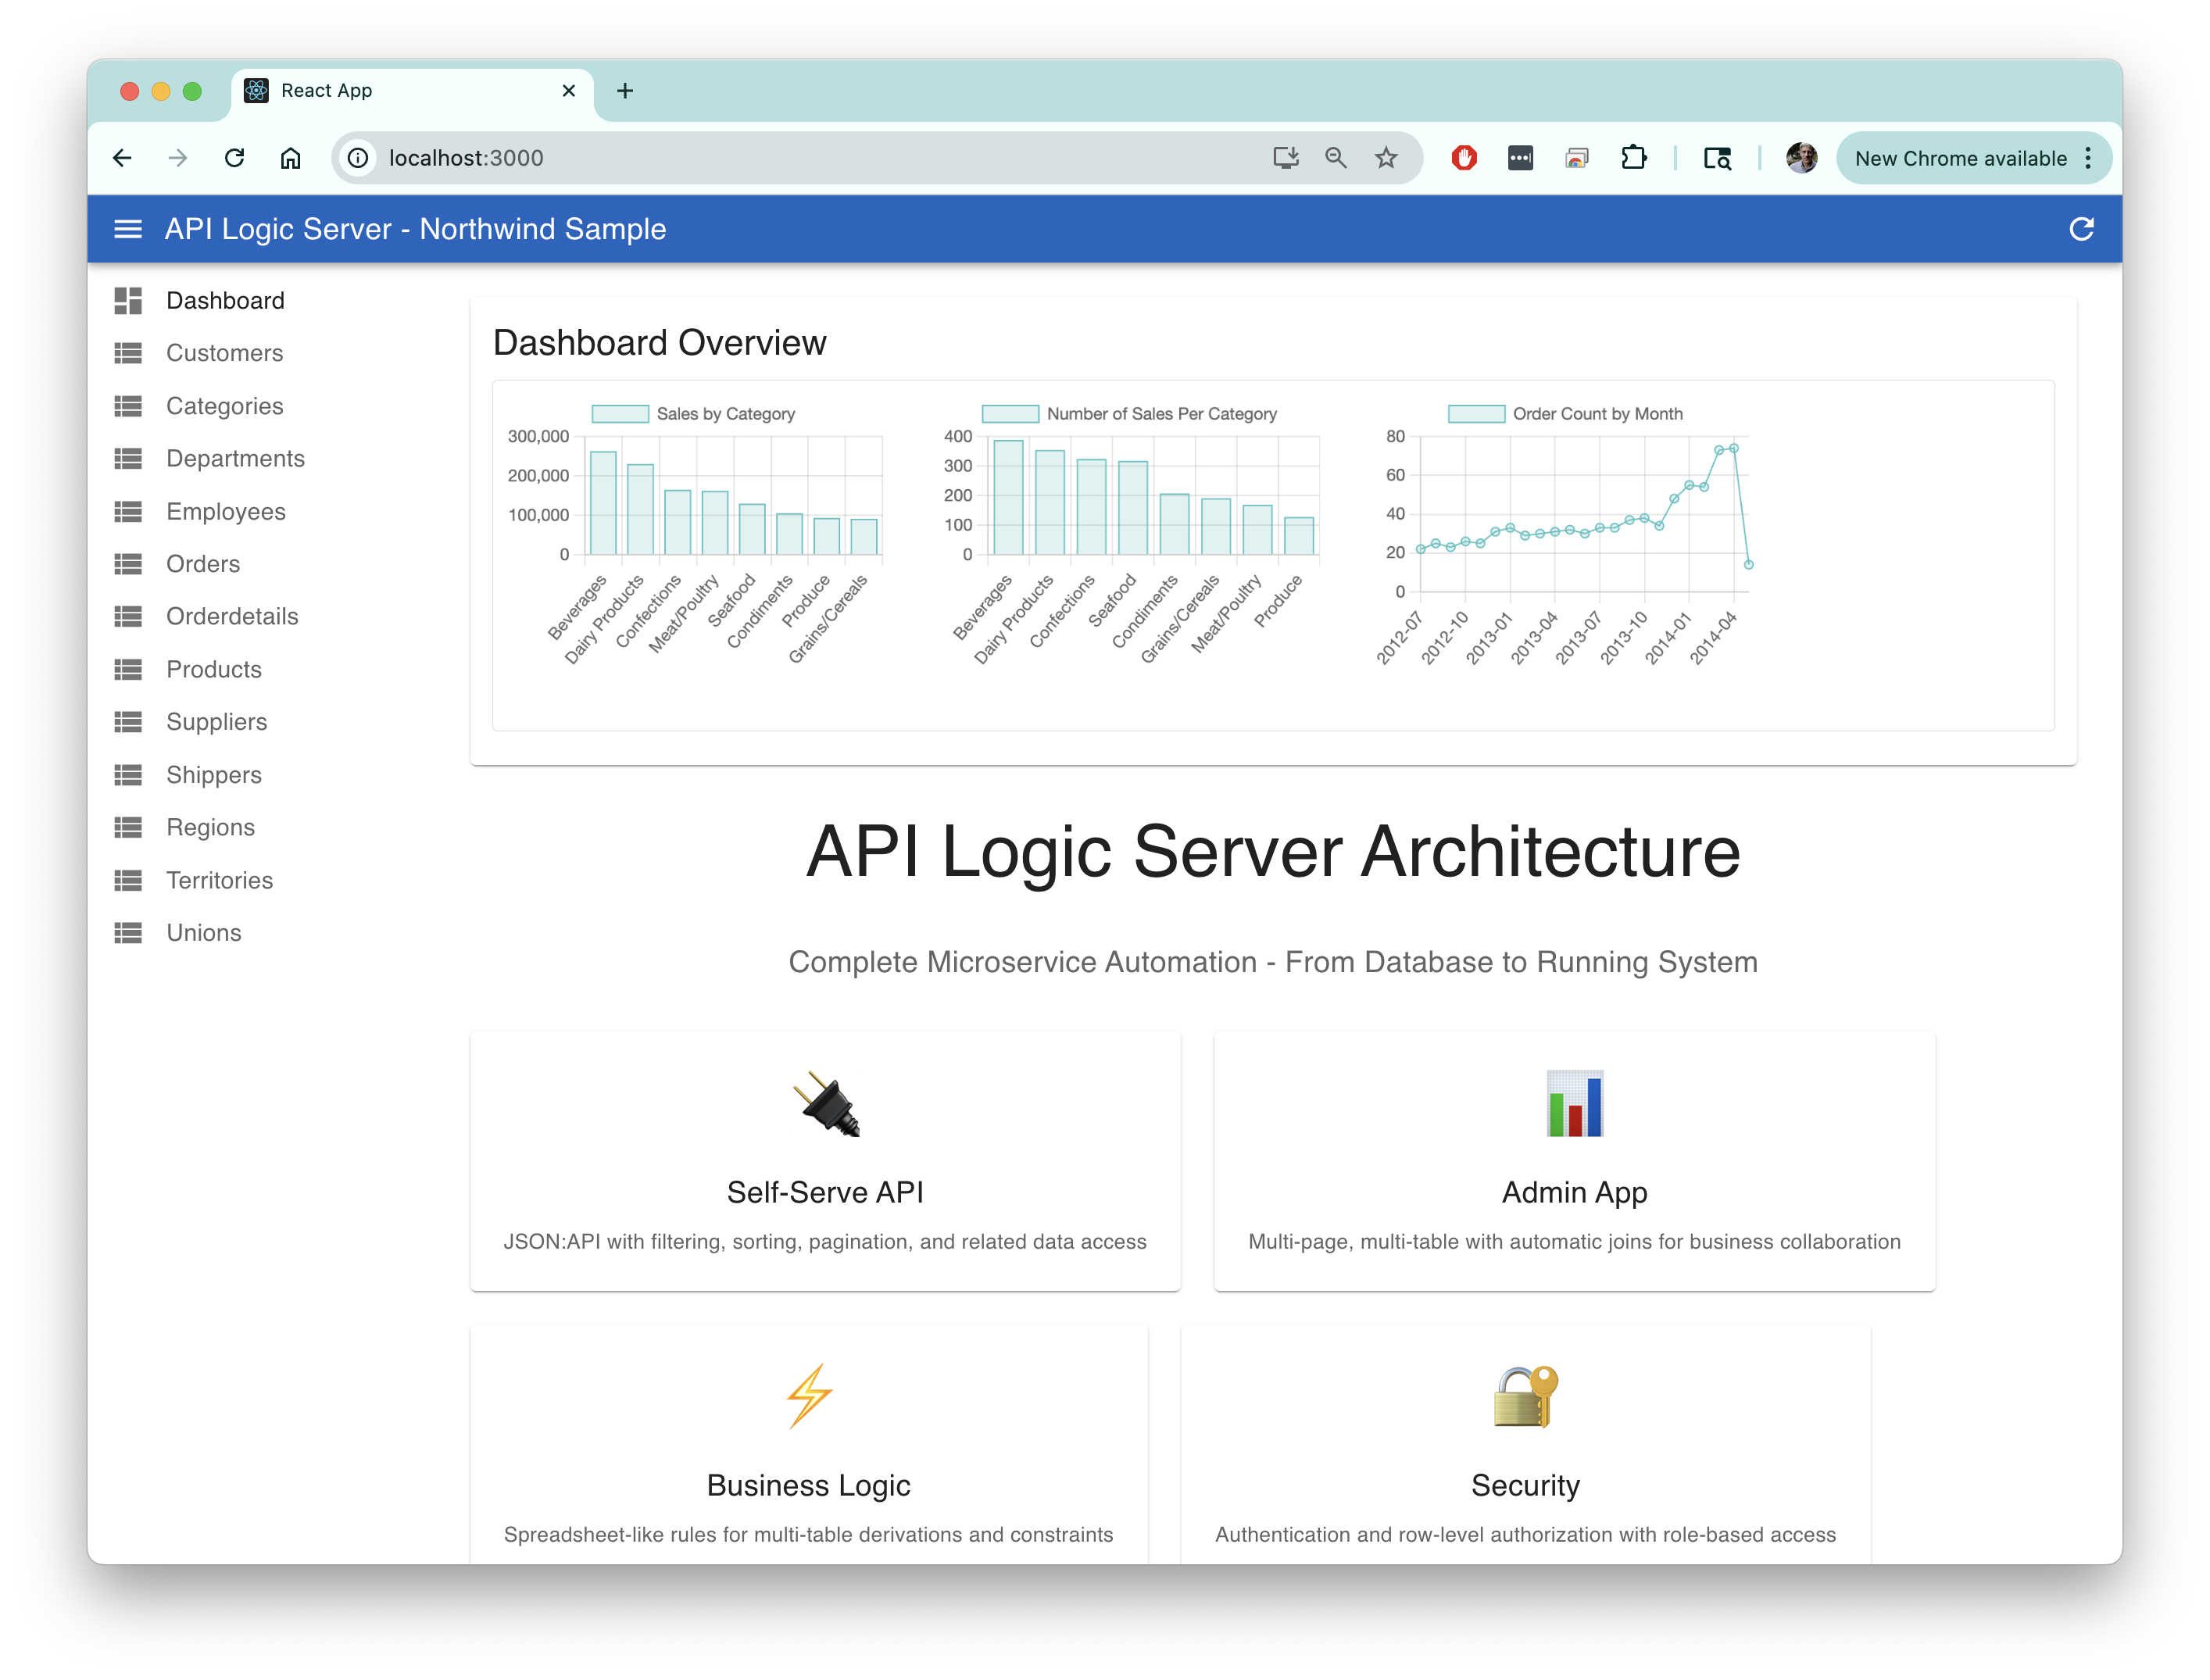 React App
localhost:3000
New Chrome available
API Logic Server - Northwind Sample
Dashboard
Customers
Categories
Departments
Employees
Orders
Orderdetails
Products
Suppliers
Shippers
Regions
Territories
Unions
Dashboard Overview
Sales by Category
300,000
200,000
100,000
0
Beverages
Dairy Products
Confections
Meat/Poultry
Seafood
Condiments
Produce
Grains/Cereals
Number of Sales Per Category
400
300
200
100
0
Beverages
Dairy Products
Confections
Seafood
Condiments
Grains/Cereals
Meat/Poultry
Produce
Order Count by Month
80
60
40
20
0
2012-07
2012-10
2013-01
2013-04
2013-07
2013-10
2014-01
2014-04
API Logic Server Architecture
Complete Microservice Automation - From Database to Running System
Self-Serve API
JSON:API with filtering, sorting, pagination, and related data access
Admin App
Multi-page, multi-table with automatic joins for business collaboration
Business Logic
Spreadsheet-like rules for multi-table derivations and constraints
Security
Authentication and row-level authorization with role-based access